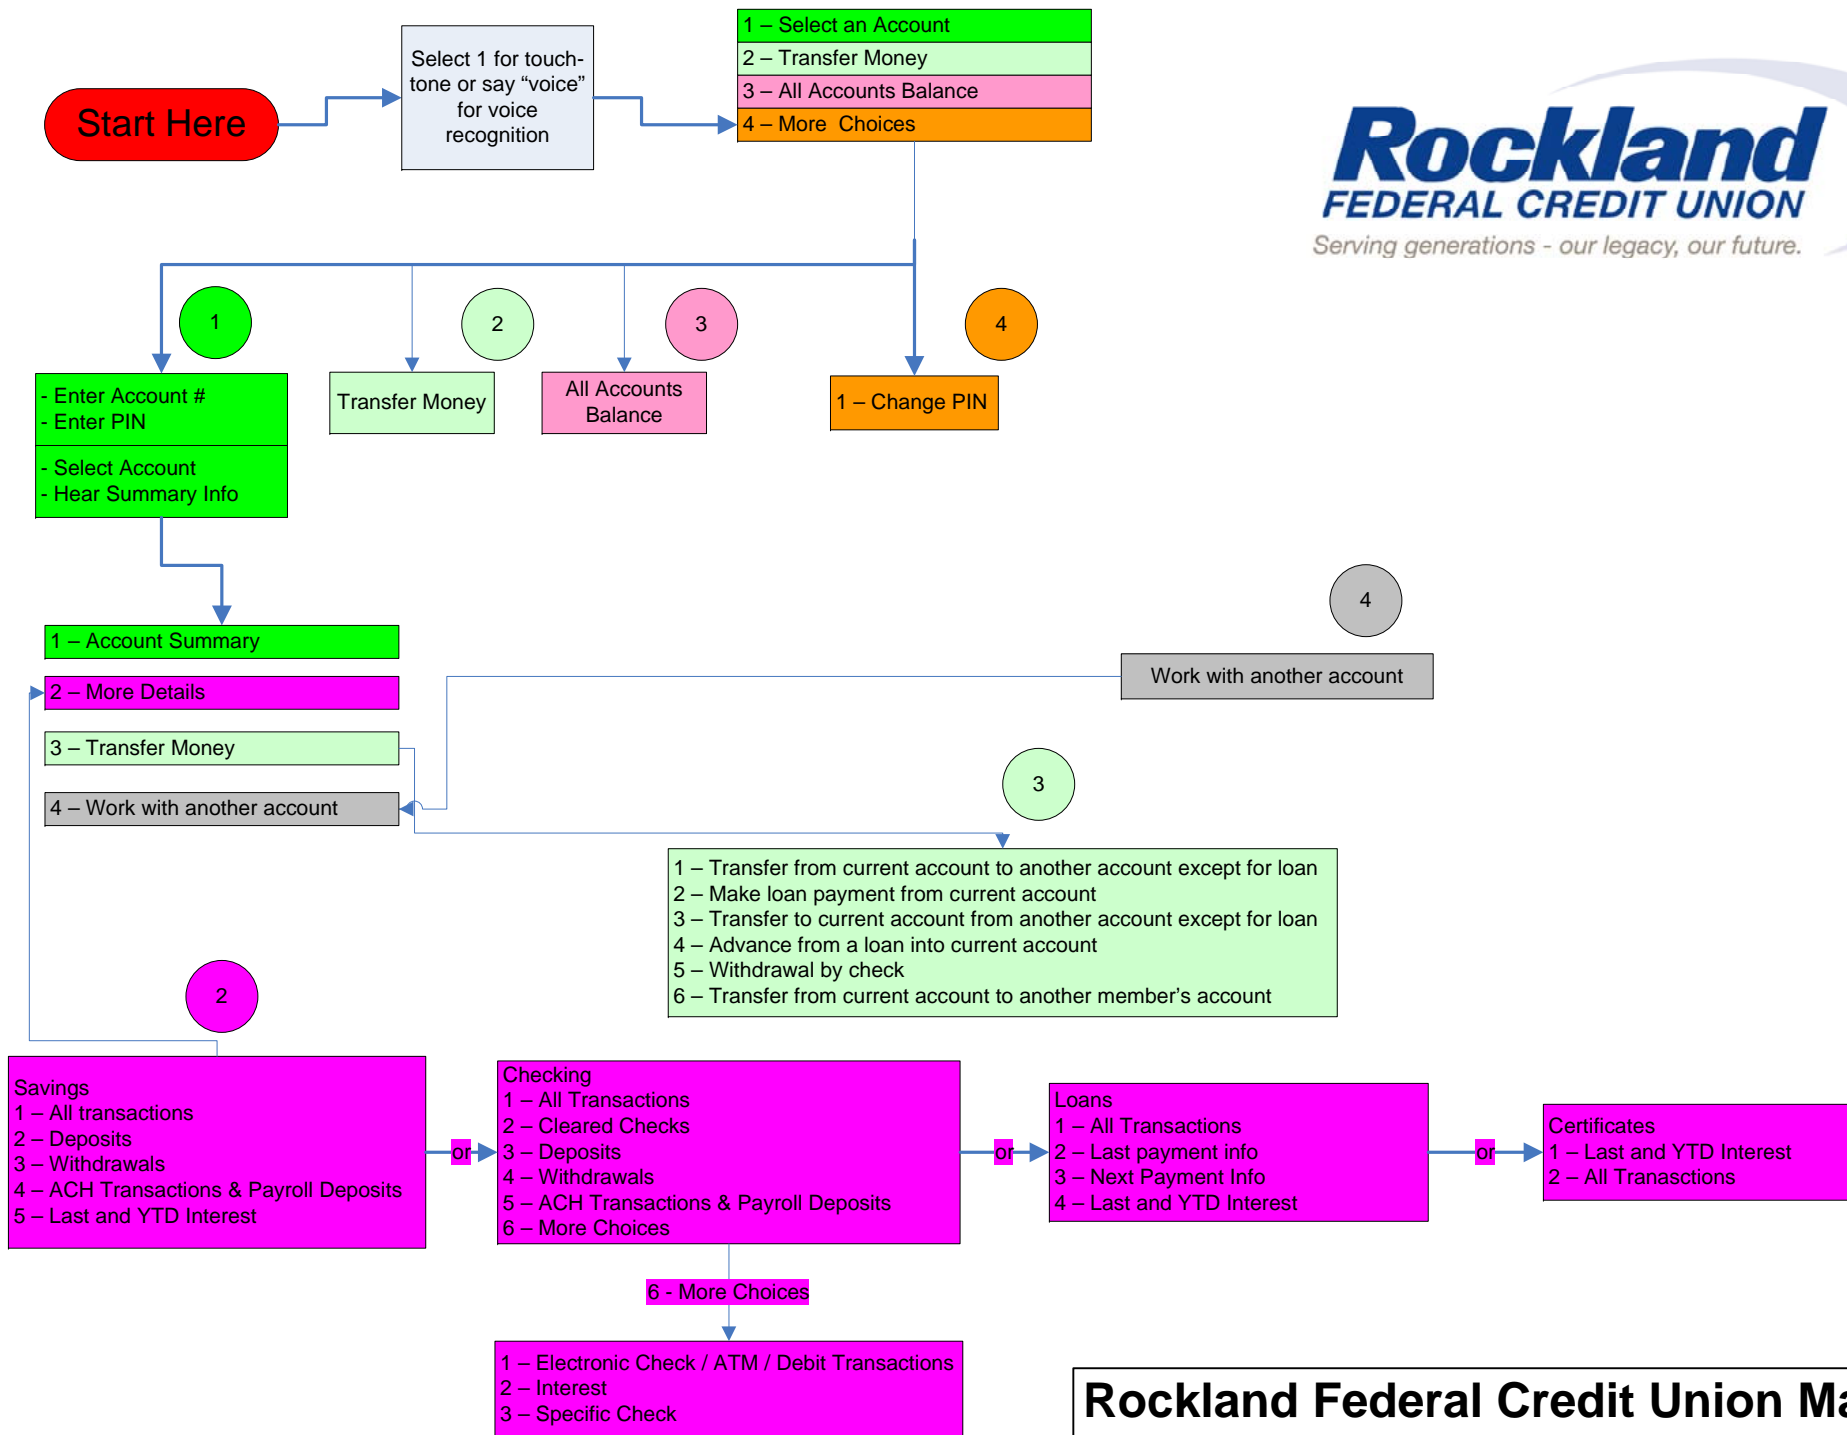 Start Here
Select 1 for touch-
tone or say “voice”
for voice
recognition
1 – Select an Account
2 – Transfer Money
3 – All Accounts Balance
4 – More  Choices
Rockland
FEDERAL CREDIT UNION
Serving generations - our legacy, our future.
1
2
3
4
- Enter Account #
- Enter PIN
- Select Account
- Hear Summary Info
Transfer Money
All Accounts
Balance
1 – Change PIN
1 – Account Summary
2 – More Details
3 – Transfer Money
4 – Work with another account
4
Work with another account
3
1 – Transfer from current account to another account except for loan
2 – Make loan payment from current account
3 – Transfer to current account from another account except for loan
4 – Advance from a loan into current account
5 – Withdrawal by check
6 – Transfer from current account to another member’s account
2
Savings
1 – All transactions
2 – Deposits
3 – Withdrawals
4 – ACH Transactions & Payroll Deposits
5 – Last and YTD Interest
or
Checking
1 – All Transactions
2 – Cleared Checks
3 – Deposits
4 – Withdrawals
5 – ACH Transactions & Payroll Deposits
6 – More Choices
or
Loans
1 – All Transactions
2 – Last payment info
3 – Next Payment Info
4 – Last and YTD Interest
or
Certificates
1 – Last and YTD Interest
2 – All Tranasctions
6 - More Choices
1 – Electronic Check / ATM / Debit Transactions
2 – Interest
3 – Specific Check
Rockland Federal Credit Union Ma